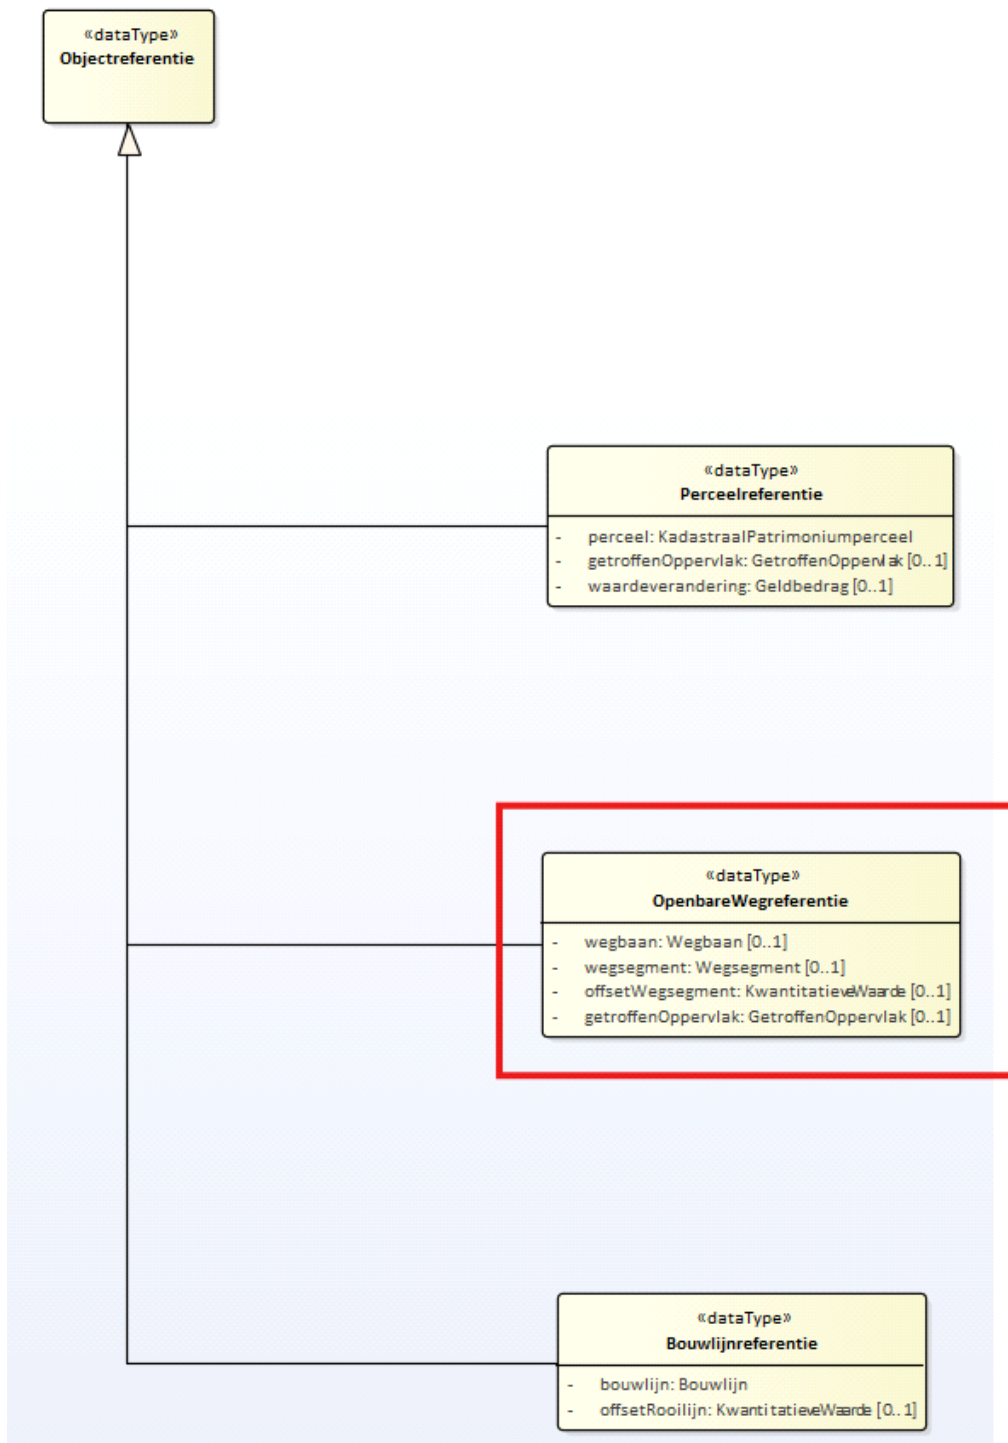 «dataType»
Objectreferentie
«dataType»
Perceelreferentie
- perceel: KadastraalPatrimoniumperceel
- getroffenOppervlak: GetroffenOppervlak [0..1]
- waardeverandering: Geldbedrag [0..1]
«dataType»
OpenbareWegreferentie
- wegbaan: Wegbaan [0..1]
- wegsegment: Wegsegment [0..1]
- offsetWegsegment: KwantitatieveWaarde [0..1]
- getroffenOppervlak: GetroffenOppervlak [0..1]
«dataType»
Bouwlijnreferentie
- bouwlijn: Bouwlijn
- offsetRooilijn: KwantitatieveWaarde [0..1]